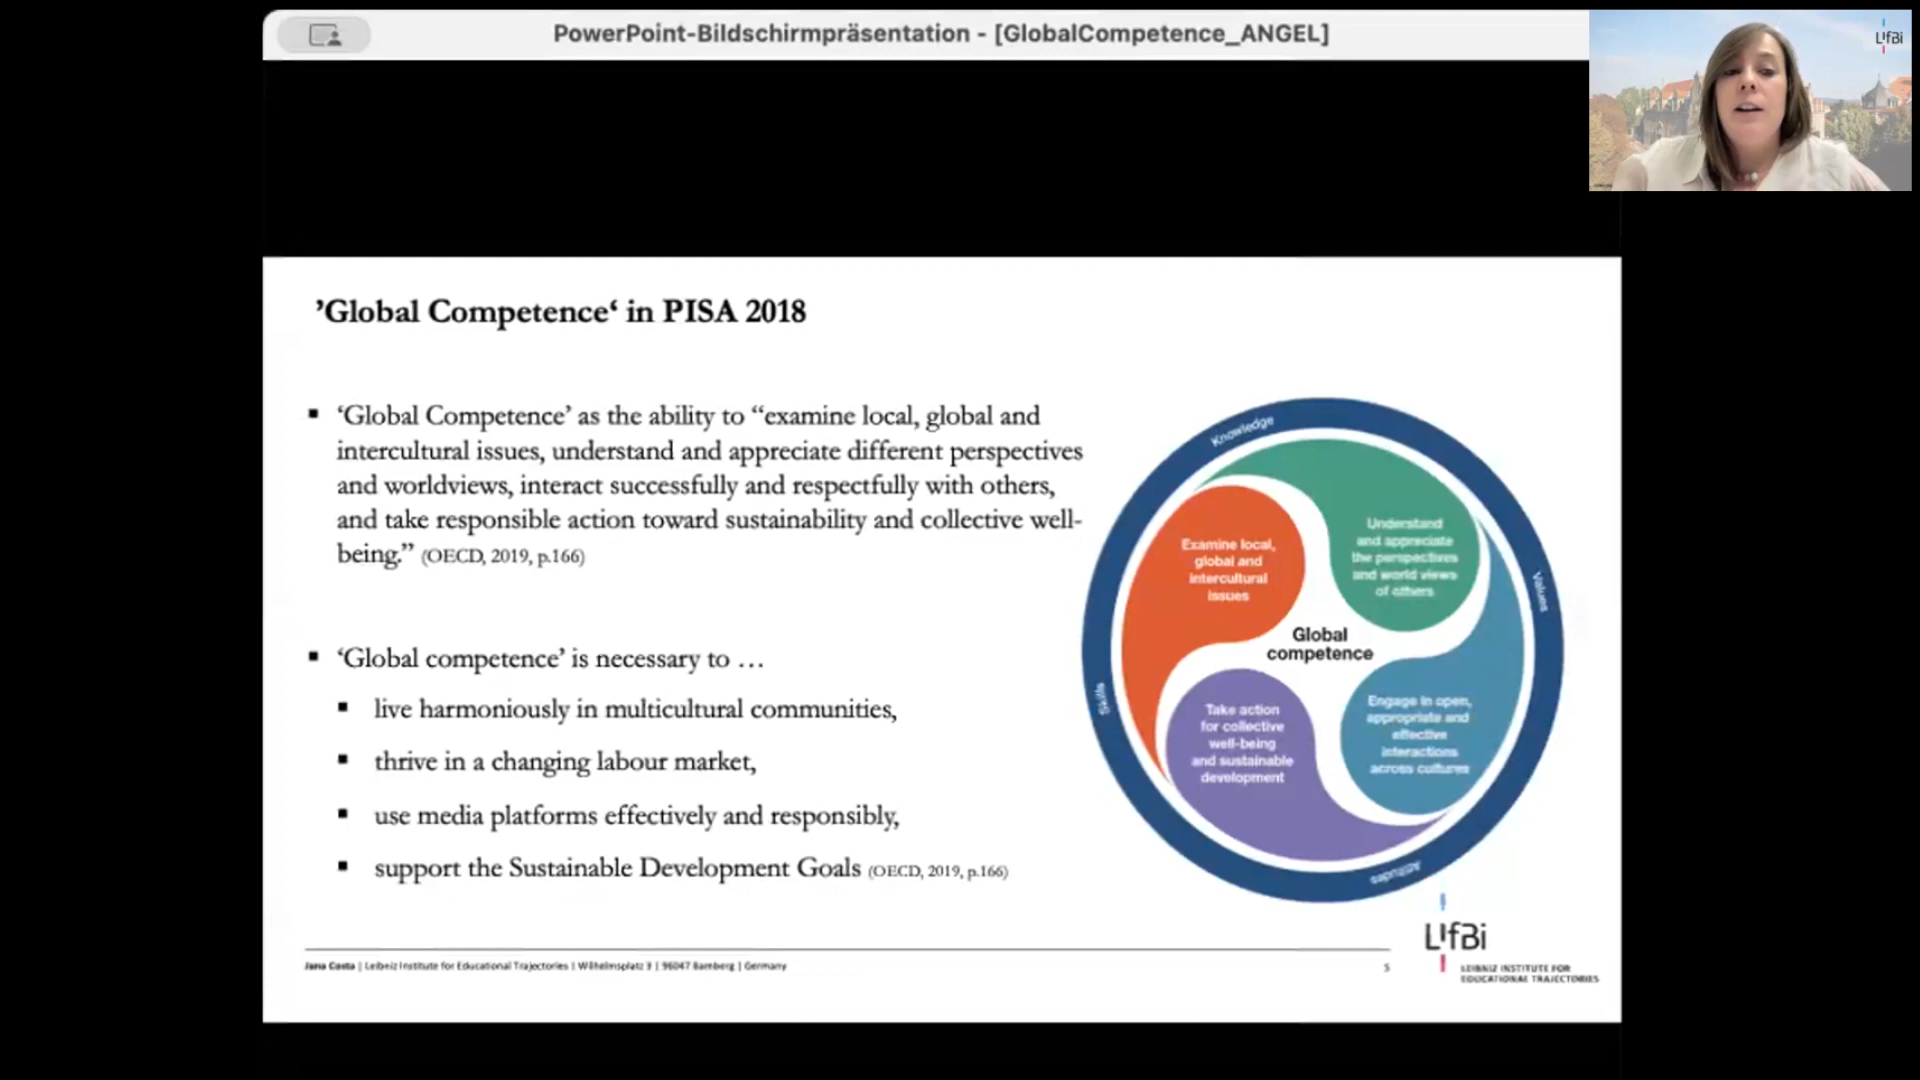 PowerPoint-Bildschirmpräsentation - [GlobalCompetence_ANGEL]
LIfBi
’Global Competence‘ in PISA 2018
▪ ‘Global Competence’ as the ability to “examine local, global and
intercultural issues, understand and appreciate different perspectives
and worldviews, interact successfully and respectfully with others,
and take responsible action toward sustainability and collective well-
being.” (OECD, 2019, p.166)
▪ ‘Global competence’ is necessary to …
▪ live harmoniously in multicultural communities,
▪ thrive in a changing labour market,
▪ use media platforms effectively and responsibly,
▪ support the Sustainable Development Goals (OECD, 2019, p.166)
Knowledge
Values
Skills
Attitudes
Examine local,
global and
intercultural
issues
Understand
and appreciate
the perspectives
and world views
of others
Global
competence
Take action
for collective
well-being
and sustainable
development
Engage in open,
appropriate and
effective
interactions
across cultures
Jana Costa | Leibniz Institute for Educational Trajectories | Wilhelmsplatz 3 | 96047 Bamberg | Germany
5
LIfBi
LEIBNIZ INSTITUTE FOR
EDUCATIONAL TRAJECTORIES